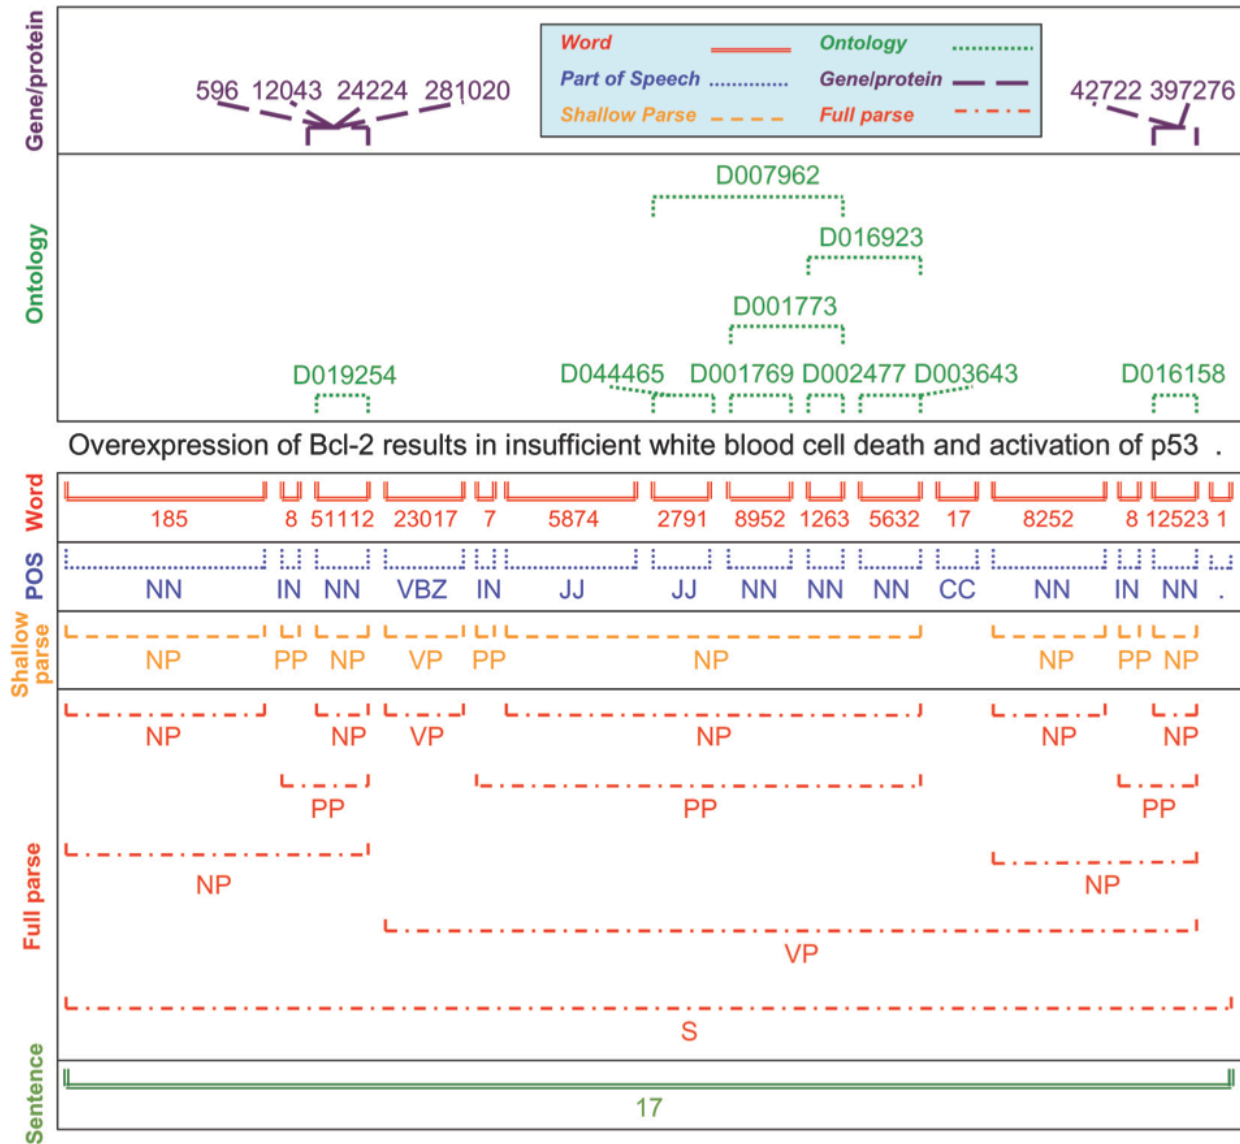 Gene/protein
Word Ontology
Part of Speech Gene/protein
Shallow Parse Full parse
596 12043 24224 281020 42722 397276
Ontology
D007962
D016923
D001773
D019254 D044465 D001769 D002477 D003643 D016158
Overexpression of Bcl-2 results in insufficient white blood cell death and activation of p53 .
Word
185 8 51112 23017 7 5874 2791 8952 1263 5632 17 8252 8 12523 1
POS
NN IN NN VBZ IN JJ JJ NN NN NN CC NN IN NN .
Shallow
parse
NP PP NP VP PP NP NP PP NP
Full parse
NP NP VP NP NP NP
PP PP PP
NP NP
VP
S
Sentence
17